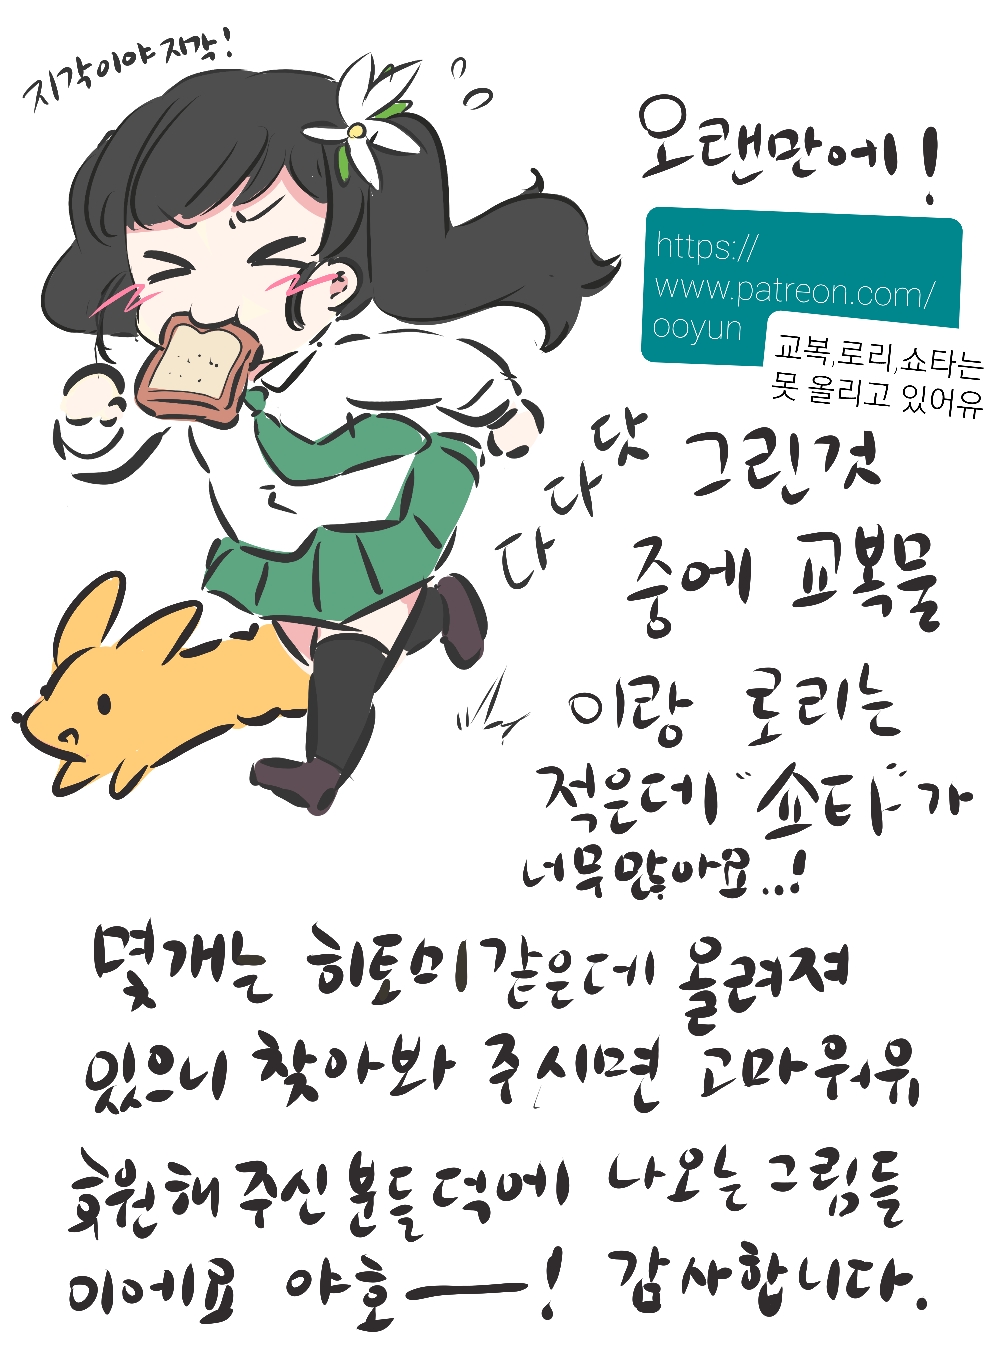 지각이야 지각!
오랜만에!
https://
www.patreon.com/
ooyun
교복,로리,쇼타는
못 올리고 있어유
다다닷
그린것
중에 교복물
이랑 로리는
적은데 "쇼타"가
너무 많아요...!
몇개는 히토미 같은데 올려져
있으니 찾아봐 주시면 고마워유
후원해 주신 분들 덕에 나오는 그림들
이에요 야호ㅡ! 감사합니다.